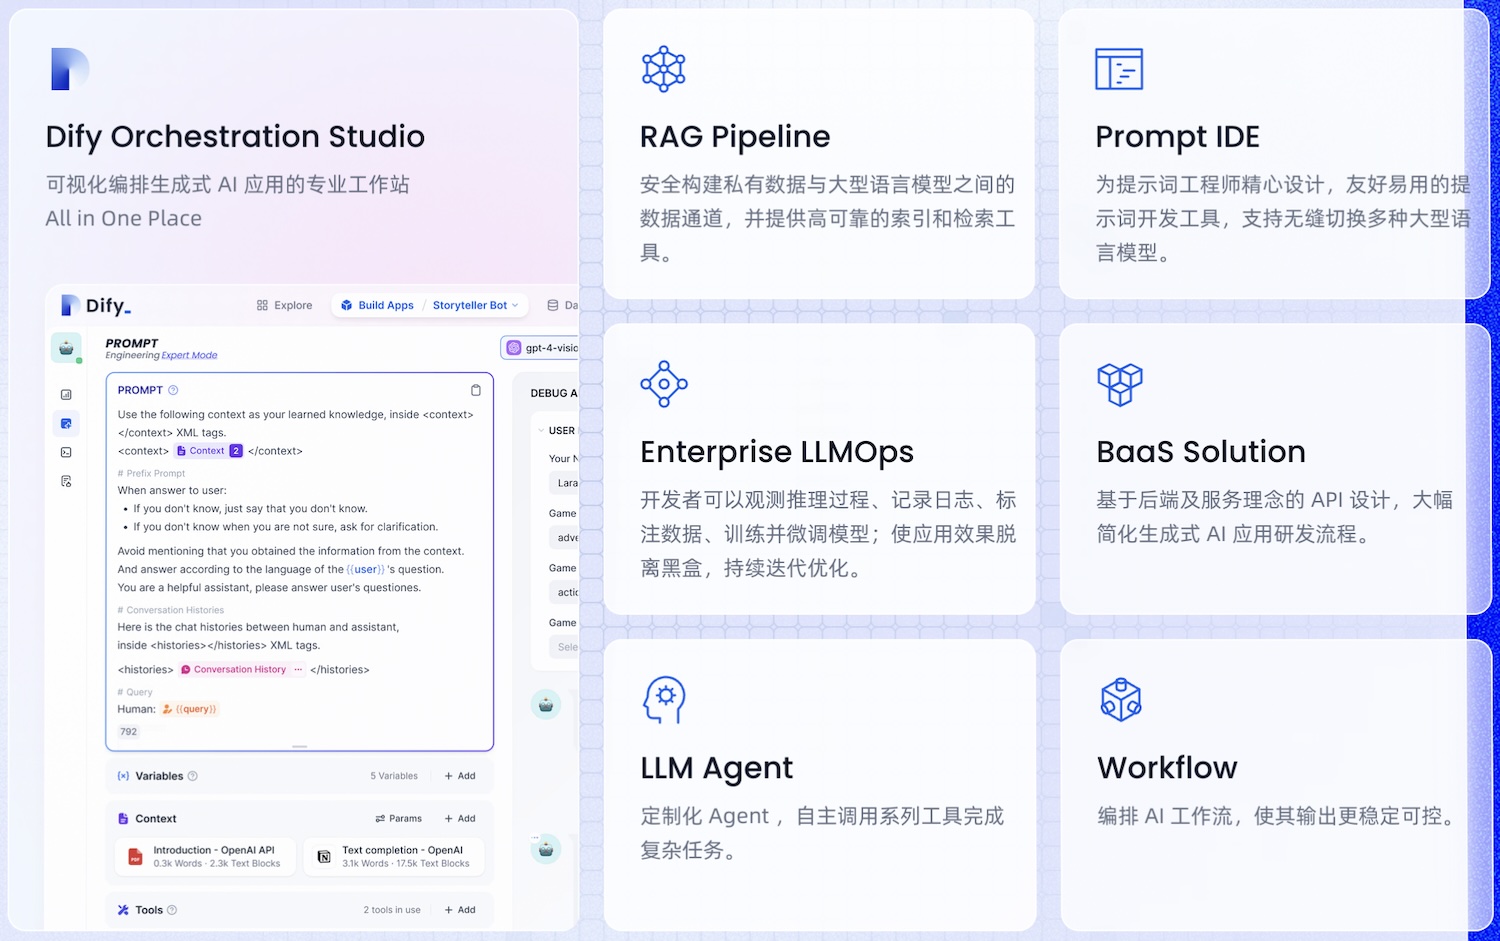 Dify Orchestration Studio
可视化编排生成式 AI 应用的专业工作站
All in One Place
Dify_
Explore
Build Apps / Storyteller Bot
Da
PROMPT
Engineering Expert Mode
gpt-4-visio
PROMPT
Use the following context as your learned knowledge, inside <context>
</context> XML tags.
<context> Context 2 </context>
# Prefix Prompt
When answer to user:
• If you don't know, just say that you don't know.
• If you don't know when you are not sure, ask for clarification.
Avoid mentioning that you obtained the information from the context.
And answer according to the language of the {{user}} 's question.
You are a helpful assistant, please answer user's questiones.
# Conversation Histories
Here is the chat histories between human and assistant,
inside <histories></histories> XML tags.
<histories> Conversation History ··· </histories>
# Query
Human: {{query}}
792
Variables
5 Variables
+ Add
Context
Params
+ Add
Introduction - OpenAI API
0.3k Words · 2.3k Text Blocks
Text completion - OpenAI
3.1k Words · 17.5k Text Blocks
Tools
2 tools in use
+ Add
DEBUG A
USER
Your N
Lara
Game
adve
Game
actic
Game
Sele
RAG Pipeline
安全构建私有数据与大型语言模型之间的
数据通道，并提供高可靠的索引和检索工
具。
Prompt IDE
为提示词工程师精心设计，友好易用的提
示词开发工具，支持无缝切换多种大型语
言模型。
Enterprise LLMOps
开发者可以观测推理过程、记录日志、标
注数据、训练并微调模型；使应用效果脱
离黑盒，持续迭代优化。
BaaS Solution
基于后端及服务理念的 API 设计，大幅
简化生成式 AI 应用研发流程。
LLM Agent
定制化 Agent ，自主调用系列工具完成
复杂任务。
Workflow
编排 AI 工作流，使其输出更稳定可控。